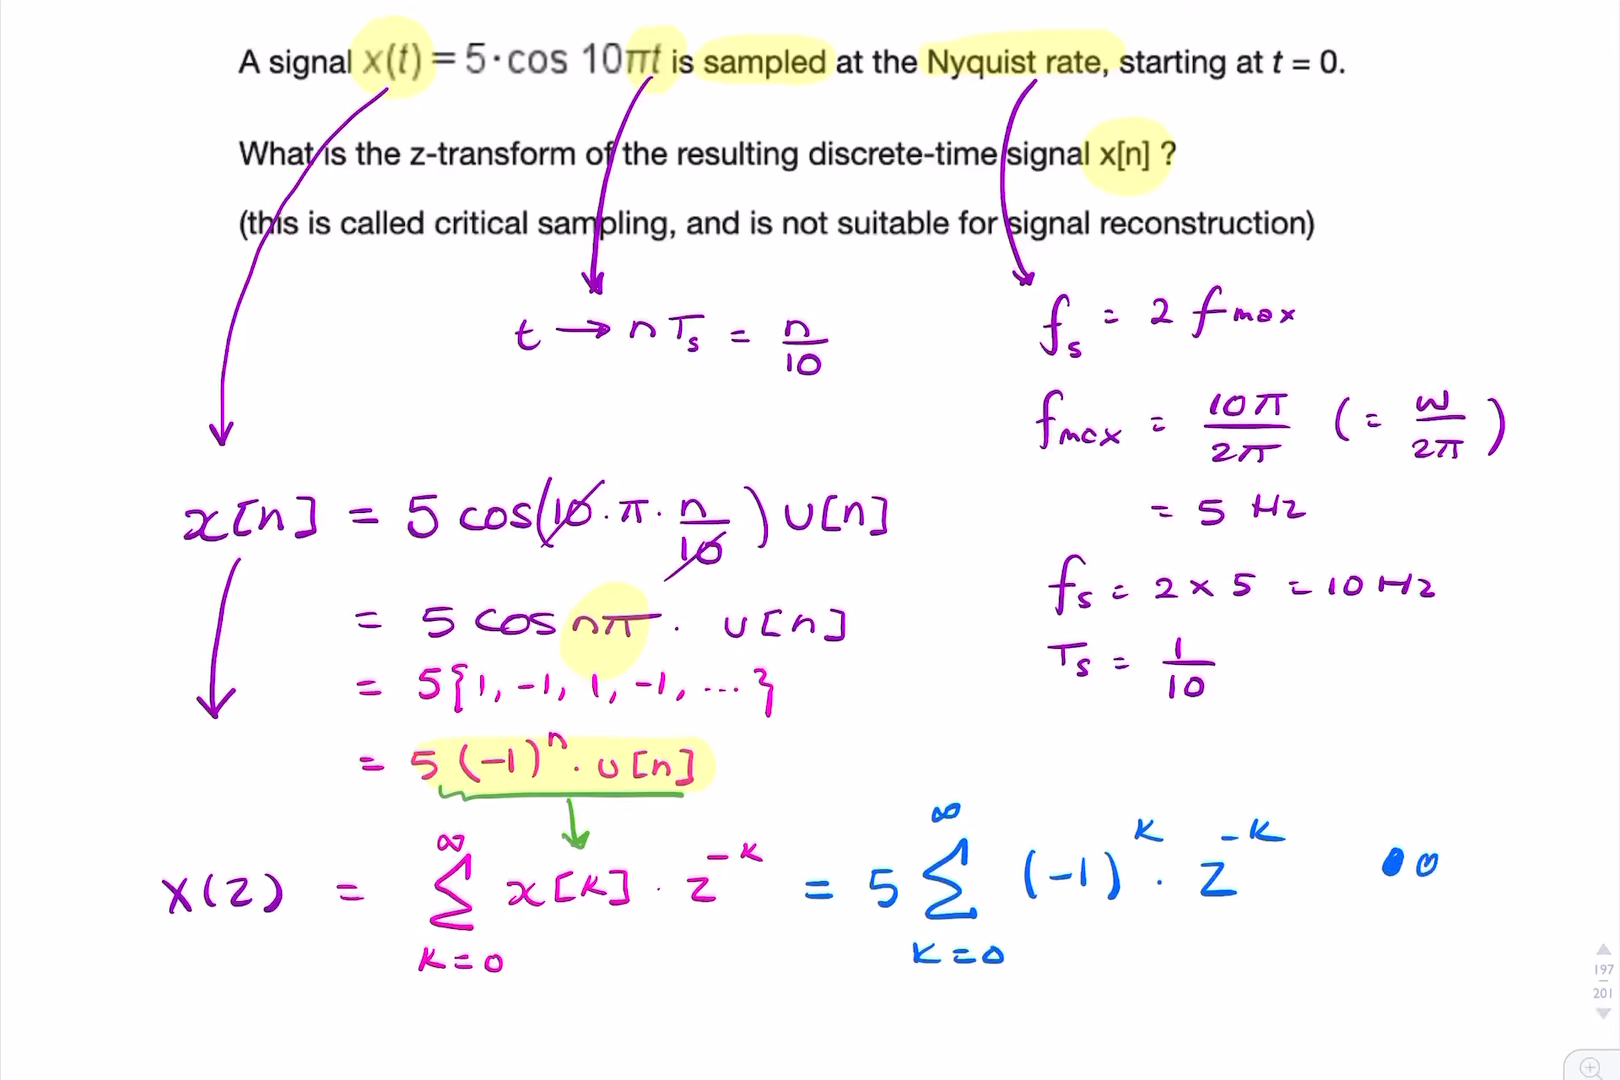 A signal x(t) = 5·cos 10πt is sampled at the Nyquist rate, starting at t = 0.
What is the z-transform of the resulting discrete-time signal x[n] ?
(this is called critical sampling, and is not suitable for signal reconstruction)
t → nTs = n/10
fs = 2 fmax
fmax = 10π/2π (= w/2π)
= 5 Hz
fs = 2 × 5 = 10 Hz
Ts = 1/10
x[n] = 5 cos(10·π·n/10) u[n]
= 5 cos nπ · u[n]
= 5{1, -1, 1, -1, ...}
= 5 (-1)^n · u[n]
X(z) = ∞ Σ k=0 x[k] · z^-k = 5 ∞ Σ k=0 (-1)^k · z^-k
197
201